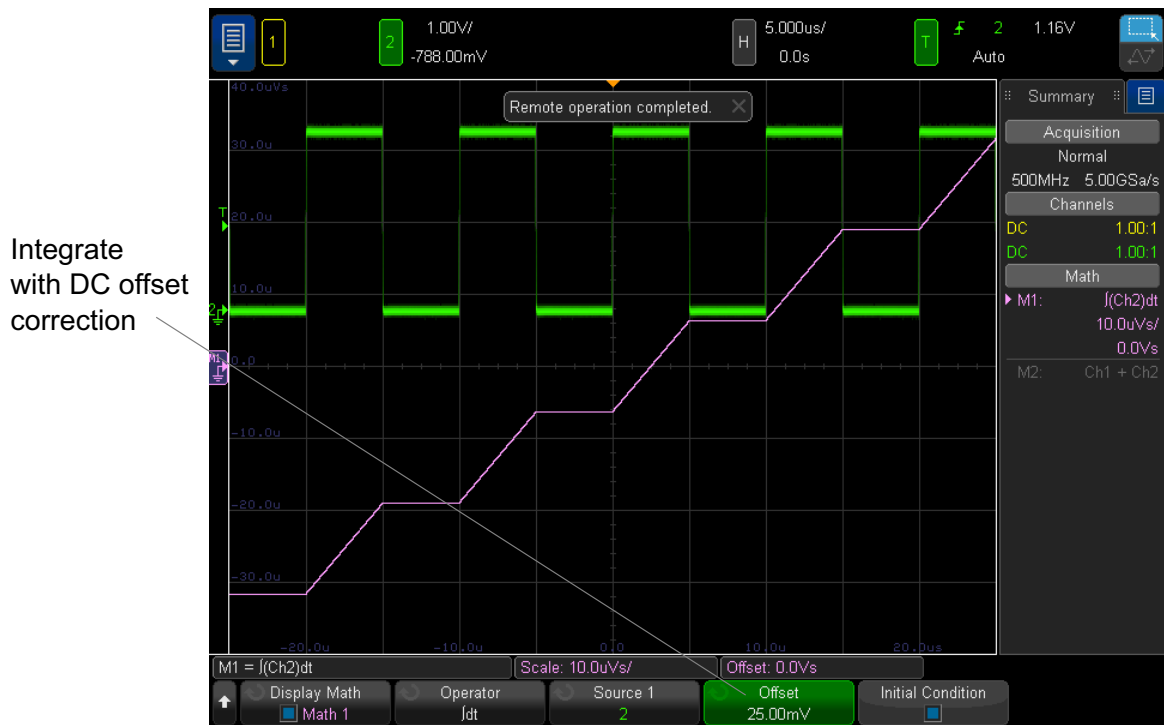 1
2
1.00V/
-788.00mV
H
5.000us/
0.0s
T
2
1.16V
Auto
40.0uVs
Remote operation completed.
30.0u
T
20.0u
10.0u
2
M1
0.0
-10.0u
-20.0u
-30.0u
-20.0u -10.0u 0.0 10.0u 20.0us
Integrate
with DC offset
correction
Summary
Acquisition
Normal
500MHz 5.00GSa/s
Channels
DC 1.00:1
DC 1.00:1
Math
M1: ∫(Ch2)dt
10.0uVs/
0.0Vs
M2: Ch1 + Ch2
M1 = ∫(Ch2)dt Scale: 10.0uVs/ Offset: 0.0Vs
Display Math Operator Source 1 Offset Initial Condition
Math 1 ∫dt 2 25.00mV